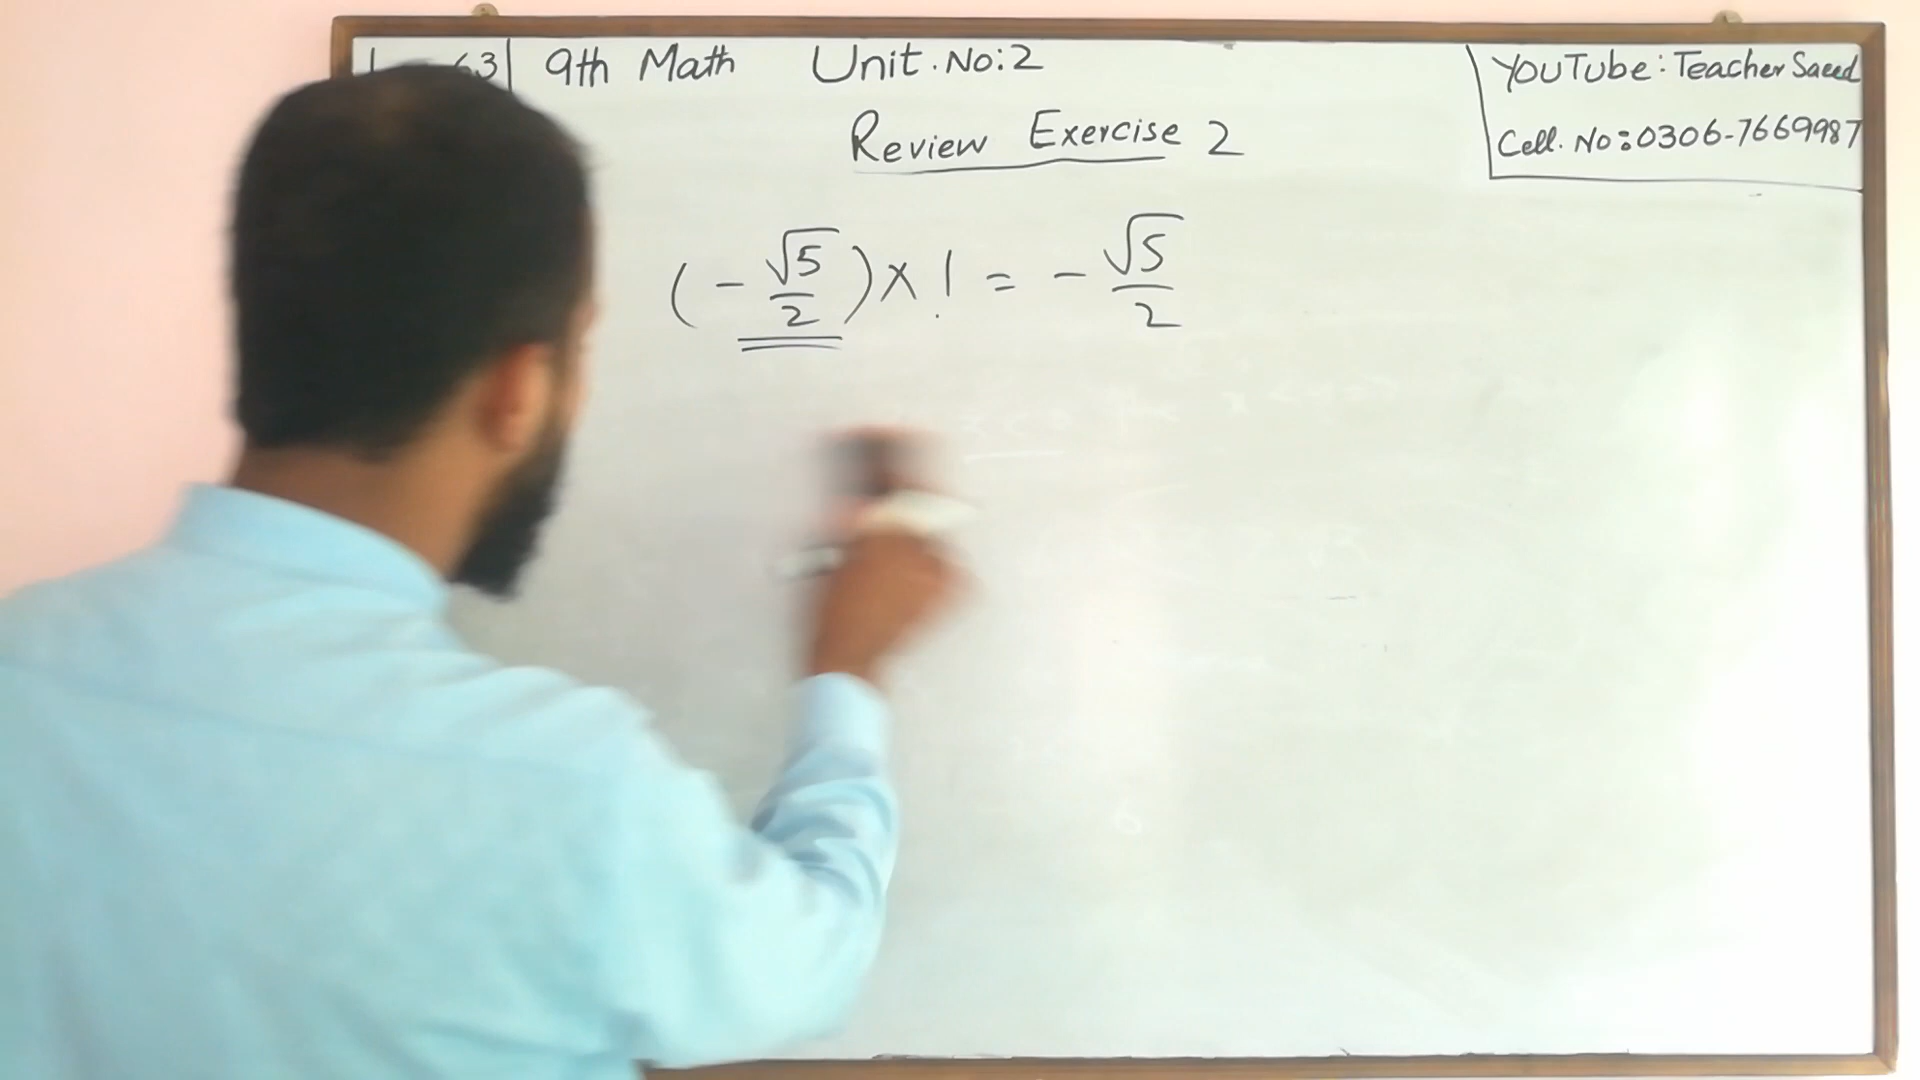 63 9th Math Unit.No:2
Review Exercise 2
YOUTube: Teacher Saeed
Cell. No: 0306-7669987
(-√5/2)×1 = -√5/2